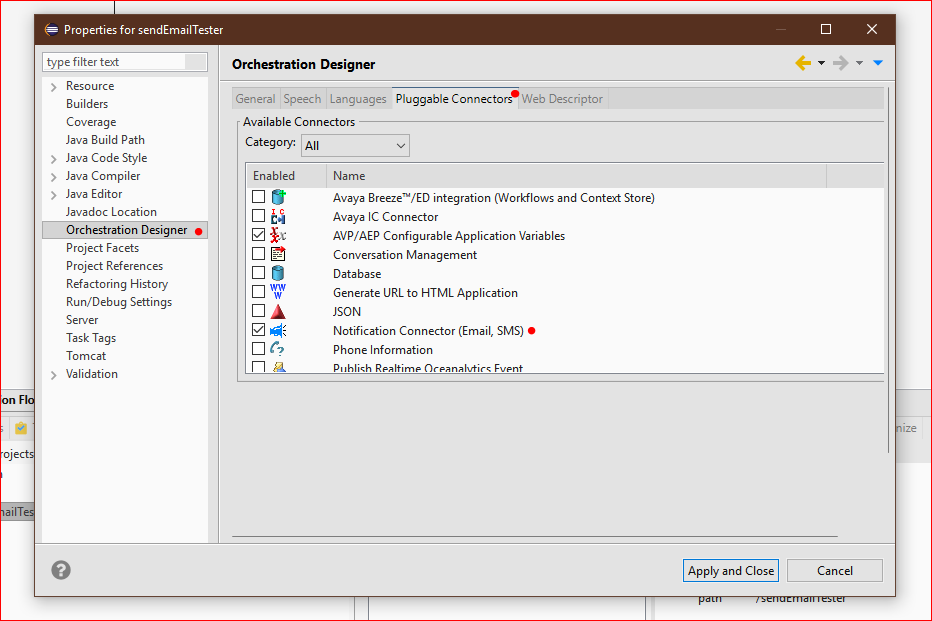 Properties for sendEmailTester
type filter text
Resource
Builders
Coverage
Java Build Path
Java Code Style
Java Compiler
Java Editor
Javadoc Location
Orchestration Designer
Project Facets
Project References
Refactoring History
Run/Debug Settings
Server
Task Tags
Tomcat
Validation
Orchestration Designer
General Speech Languages Pluggable Connectors Web Descriptor
Available Connectors
Category: All
Enabled Name
Avaya Breeze™/ED integration (Workflows and Context Store)
Avaya IC Connector
AVP/AEP Configurable Application Variables
Conversation Management
Database
WW W Generate URL to HTML Application
JSON
Notification Connector (Email, SMS)
Phone Information
Publish Realtime Oceanalytics Event
on Flo
rojects
nize
mailTes
Apply and Close Cancel
path /sendEmailTester